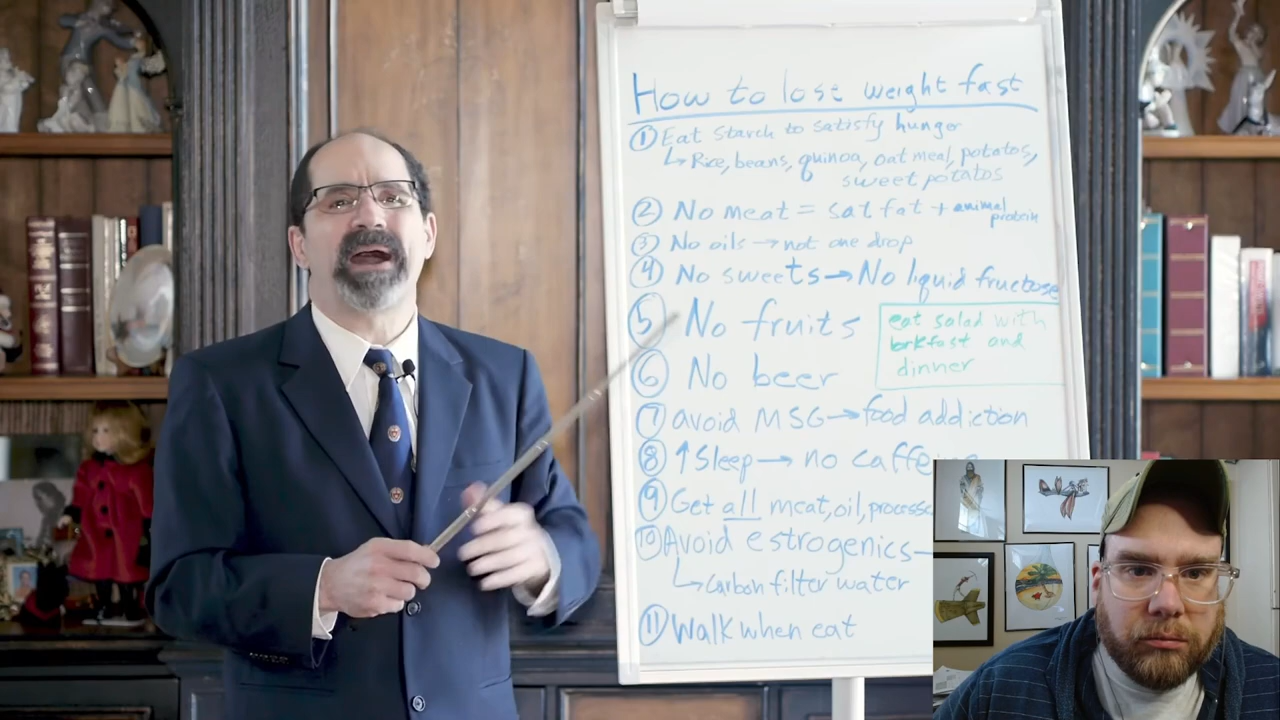 How to lose weight fast
① Eat starch to satisfy hunger
↳ Rice, beans, quinoa, oat meal, potatos,
sweet potatos
② No meat = sat fat + animal protein
③ No oils → not one drop
④ No sweets → No liquid fructose
⑤ No fruits
eat salad with
brkfast and
dinner
⑥ No beer
⑦ avoid MSG → food addiction
⑧ ↑ Sleep → no
⑨ Get all meat, oil,
⑩ Avoid estrogenics
↳ Carbon filter water
⑪ Walk when eat